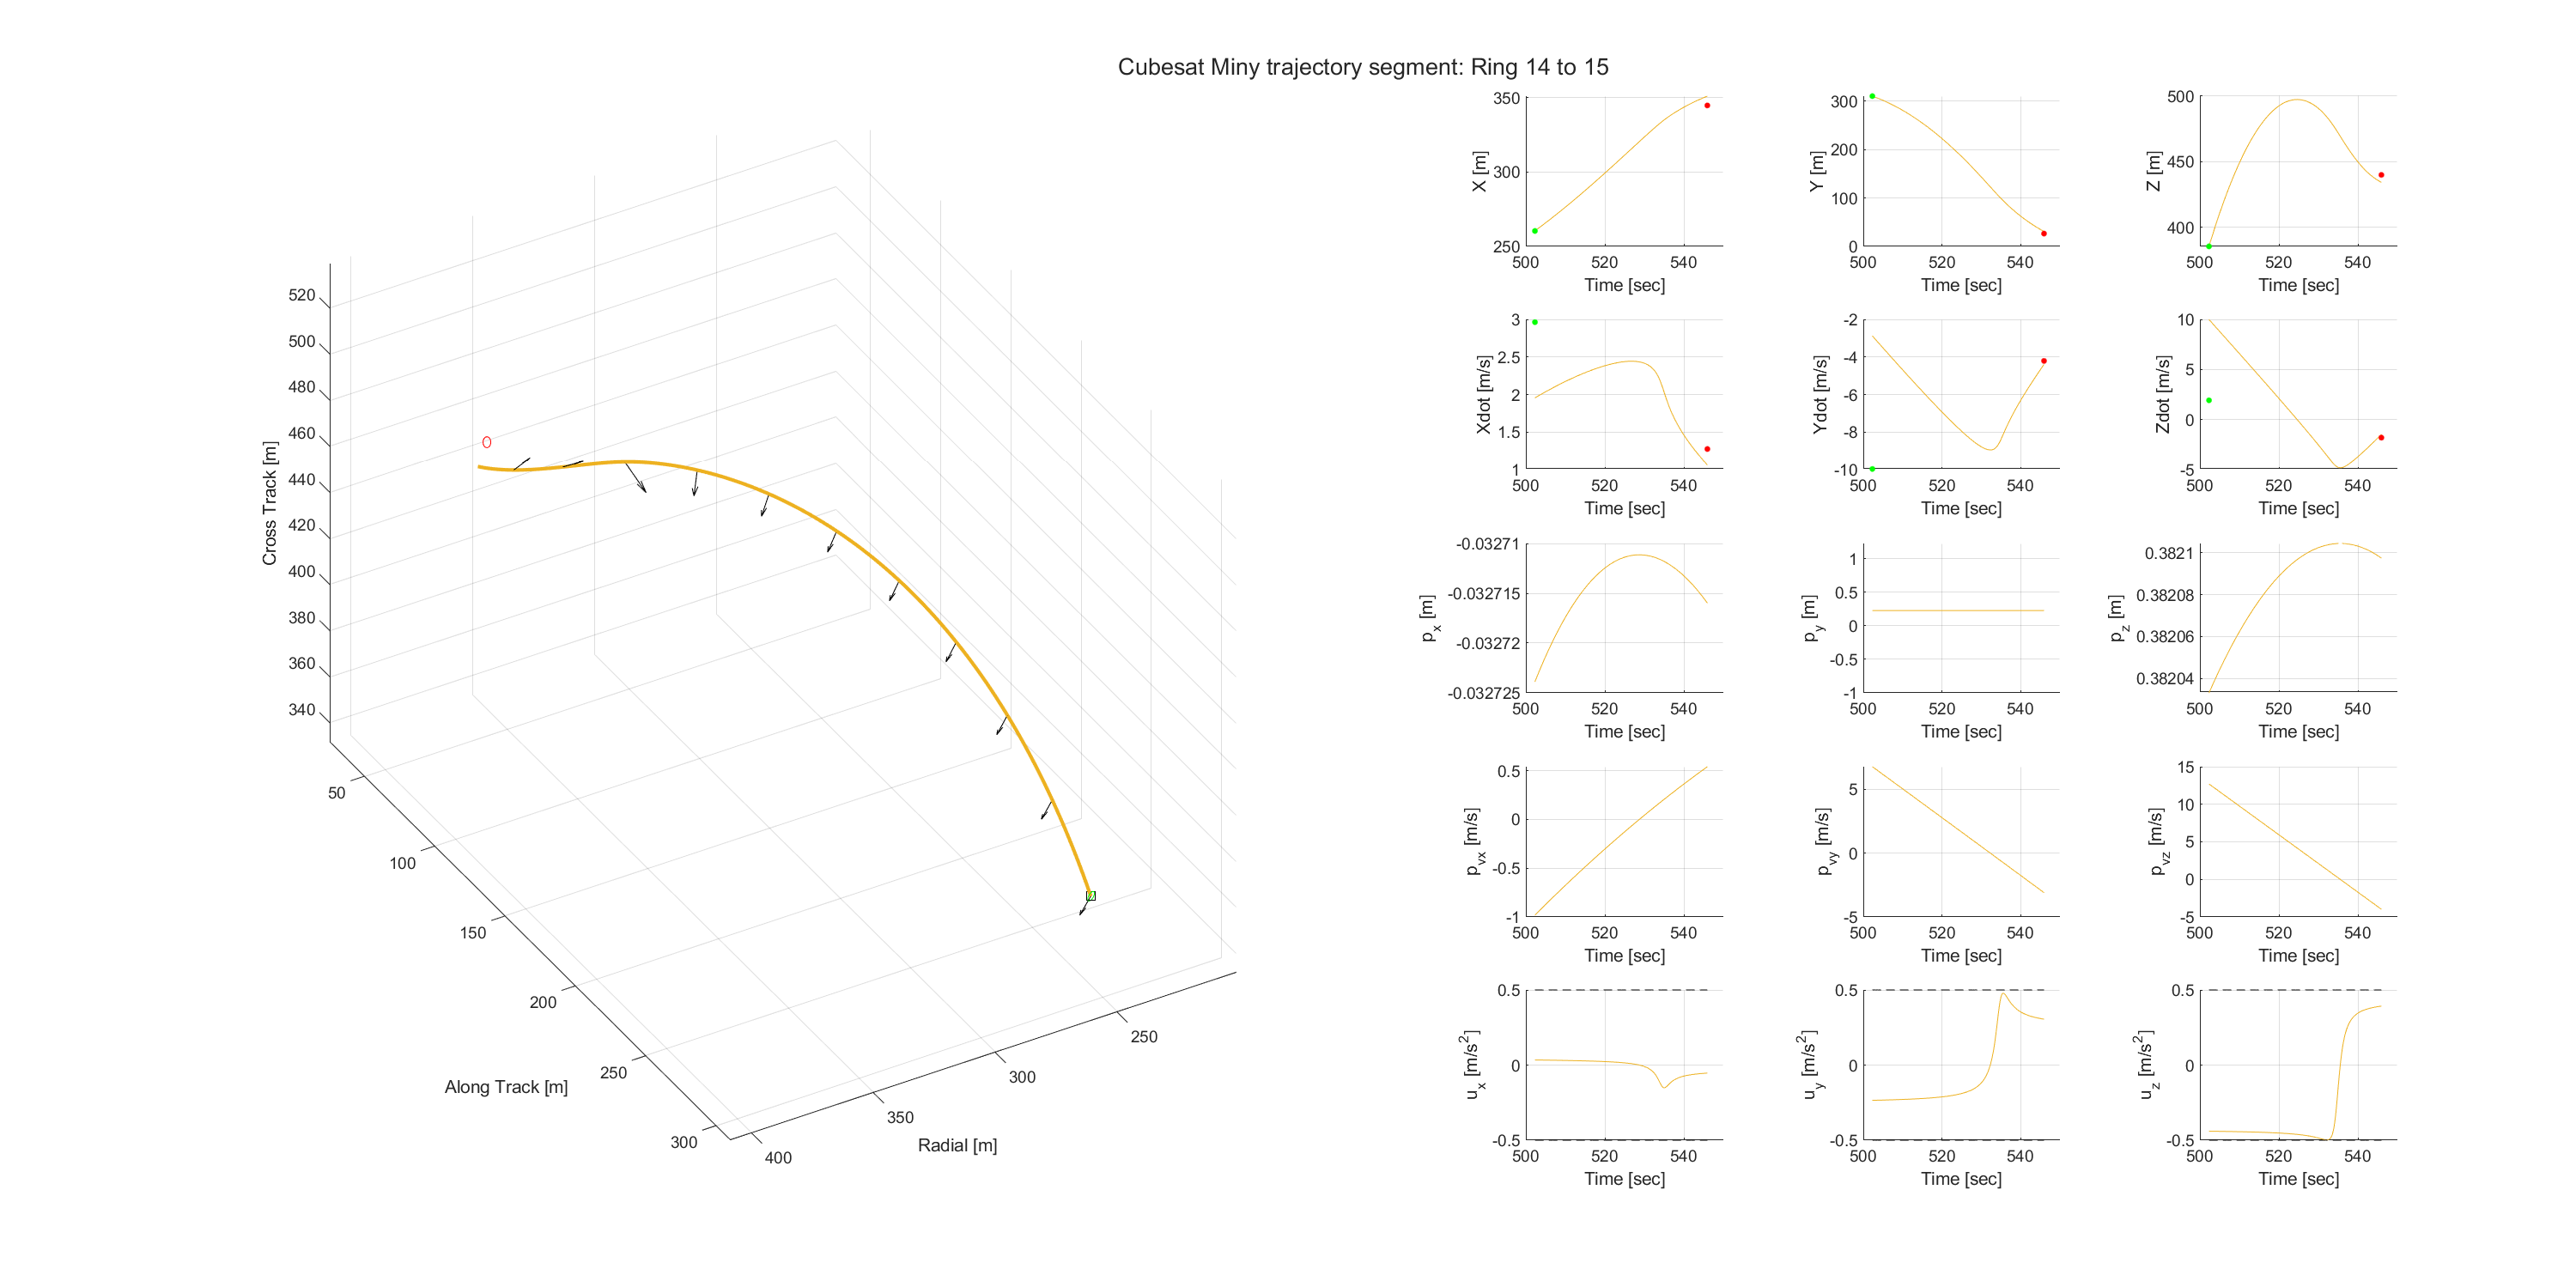 Cubesat Miny trajectory segment: Ring 14 to 15
520
500
480
460
440
420
400
380
360
340
Cross Track [m]
50
100
150
200
250
300
Along Track [m]
400
350
300
250
Radial [m]
350
300
250
X [m]
500 520 540
Time [sec]
300
200
100
0
Y [m]
500 520 540
Time [sec]
500
450
400
Z [m]
500 520 540
Time [sec]
3
2.5
2
1.5
1
Xdot [m/s]
500 520 540
Time [sec]
-2
-4
-6
-8
-10
Ydot [m/s]
500 520 540
Time [sec]
10
5
0
-5
Zdot [m/s]
500 520 540
Time [sec]
-0.03271
-0.032715
-0.03272
-0.032725
p_x [m]
500 520 540
Time [sec]
1
0.5
0
-0.5
-1
p_y [m]
500 520 540
Time [sec]
0.3821
0.38208
0.38206
0.38204
p_z [m]
500 520 540
Time [sec]
0.5
0
-0.5
-1
p_vx [m/s]
500 520 540
Time [sec]
5
0
-5
p_vy [m/s]
500 520 540
Time [sec]
15
10
5
0
-5
p_vz [m/s]
500 520 540
Time [sec]
0.5
0
-0.5
u_x [m/s²]
500 520 540
Time [sec]
0.5
0
-0.5
u_y [m/s²]
500 520 540
Time [sec]
0.5
0
-0.5
u_z [m/s²]
500 520 540
Time [sec]